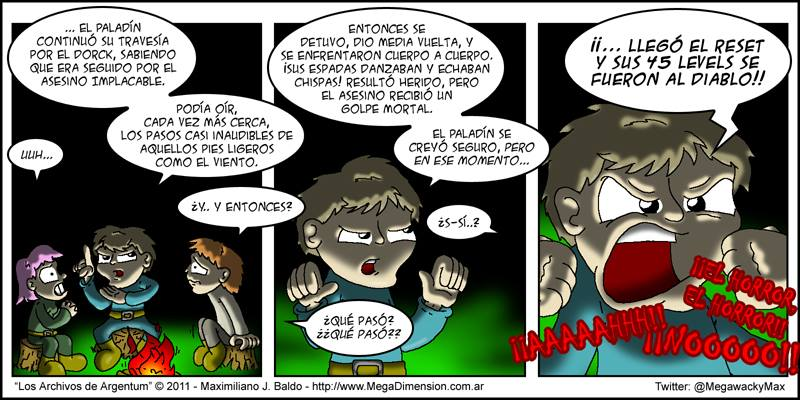 ... EL PALADÍN
CONTINUÓ SU TRAVESÍA
POR EL DORCK, SABIENDO
QUE ERA SEGUIDO POR EL
ASESINO IMPLACABLE.
PODÍA OÍR,
CADA VEZ MÁS CERCA,
LOS PASOS CASI INAUDIBLES DE
AQUELLOS PIES LIGEROS
COMO EL VIENTO.
UUH...
¿Y.. Y ENTONCES?
ENTONCES SE
DETUVO, DIO MEDIA VUELTA, Y
SE ENFRENTARON CUERPO A CUERPO.
¡SUS ESPADAS DANZABAN Y ECHABAN
CHISPAS! RESULTÓ HERIDO, PERO
EL ASESINO RECIBIÓ UN
GOLPE MORTAL.
EL PALADÍN SE
CREYÓ SEGURO, PERO
EN ESE MOMENTO...
¿S-SÍ..?
¿QUÉ PASÓ?
¿¿QUÉ PASÓ??
¡¡... LLEGÓ EL RESET
Y SUS 45 LEVELS SE
FUERON AL DIABLO!!
¡¡EL HORROR,
EL HORROR!!
¡¡AAAAAHHH!!!
¡¡NOOOOO!!
"Los Archivos de Argentum" © 2011 - Maximiliano J. Baldo - http://www.MegaDimension.com.ar
Twitter: @MegawackyMax